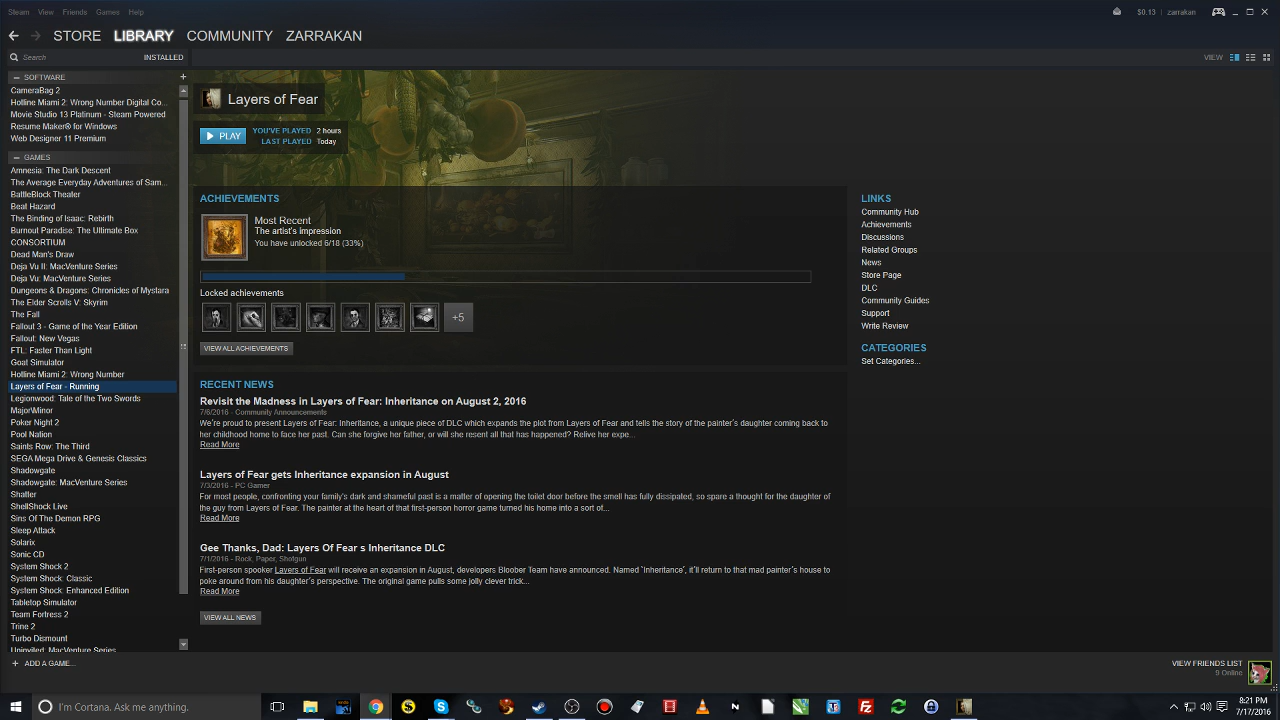 Steam View Friends Games Help
$0.13 zarrakan
STORE LIBRARY COMMUNITY ZARRAKAN
Search INSTALLED
VIEW
— SOFTWARE +
CameraBag 2
Hotline Miami 2: Wrong Number Digital Co...
Movie Studio 13 Platinum - Steam Powered
Resume Maker® for Windows
Web Designer 11 Premium
— GAMES
Amnesia: The Dark Descent
The Average Everyday Adventures of Sam...
BattleBlock Theater
Beat Hazard
The Binding of Isaac: Rebirth
Burnout Paradise: The Ultimate Box
CONSORTIUM
Dead Man's Draw
Deja Vu II: MacVenture Series
Deja Vu: MacVenture Series
Dungeons & Dragons: Chronicles of Mystara
The Elder Scrolls V: Skyrim
The Fall
Fallout 3 - Game of the Year Edition
Fallout: New Vegas
FTL: Faster Than Light
Goat Simulator
Hotline Miami 2: Wrong Number
Layers of Fear - Running
Legionwood: Tale of the Two Swords
Major\Minor
Poker Night 2
Pool Nation
Saints Row: The Third
SEGA Mega Drive & Genesis Classics
Shadowgate
Shadowgate: MacVenture Series
Shatter
ShellShock Live
Sins Of The Demon RPG
Sleep Attack
Solarix
Sonic CD
System Shock 2
System Shock: Classic
System Shock: Enhanced Edition
Tabletop Simulator
Team Fortress 2
Trine 2
Turbo Dismount
Uninvited: MacVenture Series
+ ADD A GAME...
Layers of Fear
PLAY
YOU'VE PLAYED 2 hours
LAST PLAYED Today
ACHIEVEMENTS
Most Recent
The artist's impression
You have unlocked 6/18 (33%)
Locked achievements
+5
VIEW ALL ACHIEVEMENTS
RECENT NEWS
Revisit the Madness in Layers of Fear: Inheritance on August 2, 2016
7/6/2016 - Community Announcements
We're proud to present Layers of Fear: Inheritance, a unique piece of DLC which expands the plot from Layers of Fear and tells the story of the painter's daughter coming back to
her childhood home to face her past. Can she forgive her father, or will she resent all that has happened? Relive her expe...
Read More
Layers of Fear gets Inheritance expansion in August
7/3/2016 - PC Gamer
For most people, confronting your family's dark and shameful past is a matter of opening the toilet door before the smell has fully dissipated, so spare a thought for the daughter of
the guy from Layers of Fear. The painter at the heart of that first-person horror game turned his home into a sort of...
Read More
Gee Thanks, Dad: Layers Of Fear s Inheritance DLC
7/1/2016 - Rock, Paper, Shotgun
First-person spooker Layers of Fear will receive an expansion in August, developers Bloober Team have announced. Named 'Inheritance', it'll return to that mad painter's house to
poke around from his daughter's perspective. The original game pulls some jolly clever trick...
Read More
VIEW ALL NEWS
LINKS
Community Hub
Achievements
Discussions
Related Groups
News
Store Page
DLC
Community Guides
Support
Write Review
CATEGORIES
Set Categories...
VIEW FRIENDS LIST
9 Online
I'm Cortana. Ask me anything.
8:21 PM
7/17/2016